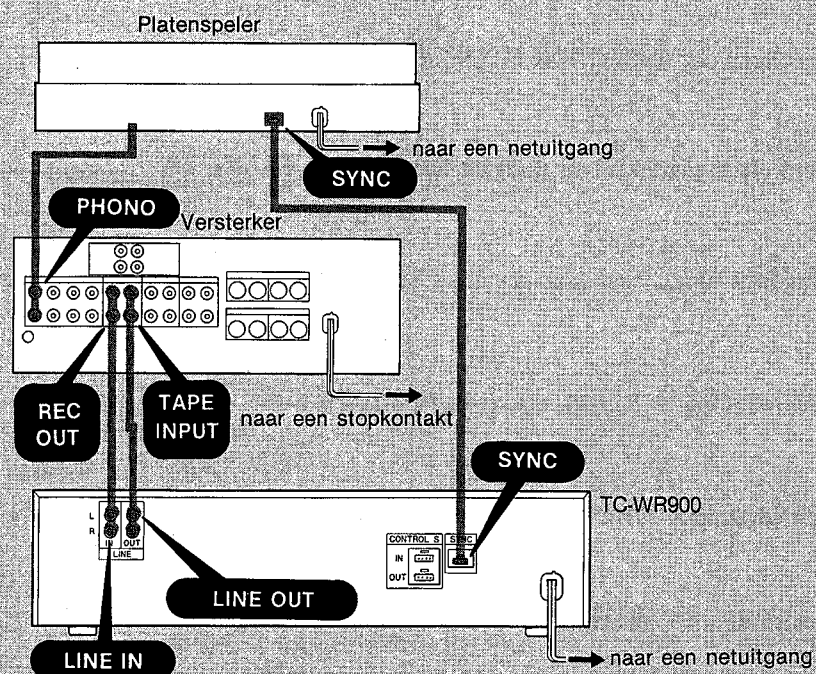 Platenspeler
naar een netuitgang
SYNC
PHONO
Versterker
REC
OUT
TAPE
INPUT
naar een stopkontakt
SYNC
TC-WR900
L
R
IN
OUT
LINE
CONTROL S
SYNC
IN
OUT
LINE OUT
LINE IN
naar een netuitgang